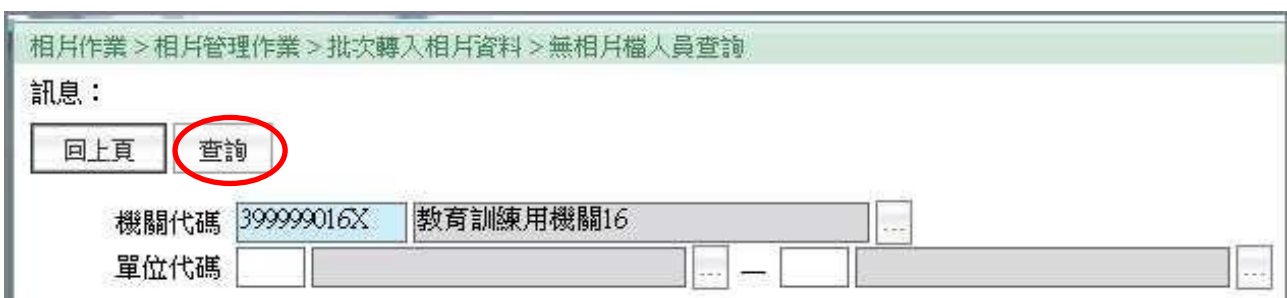 相片作業＞相片管理作業＞批次轉入相片資料＞無相片檔人員查詢
訊息：
回上頁 查詢
機關代碼 399999016X 教育訓練用機關16 ...
單位代碼 ... — ...